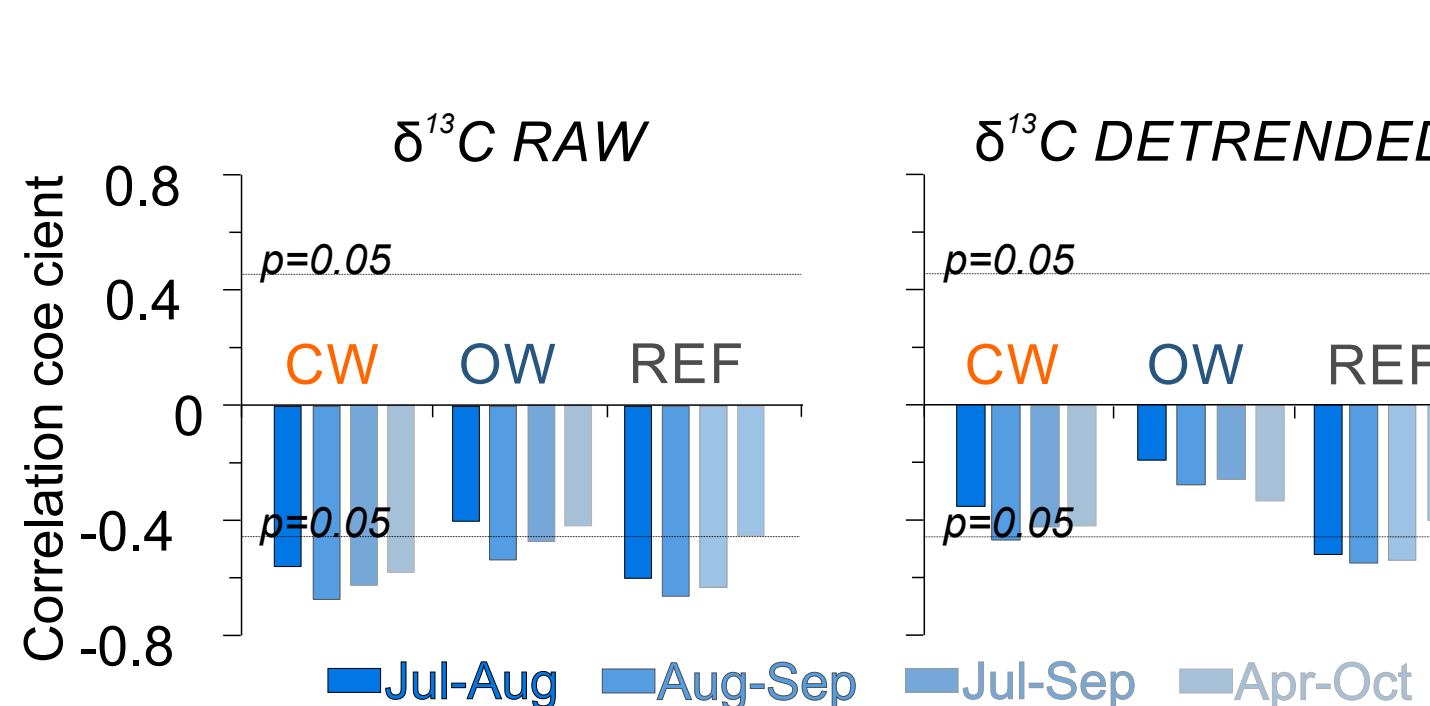 δ¹³C RAW
δ¹³C DETRENDED
Correlation coe cient
0.8
0.4
0
-0.4
-0.8
p=0.05
CW OW REF
p=0.05
p=0.05
CW OW REF
p=0.05
Jul-Aug Aug-Sep Jul-Sep Apr-Oct